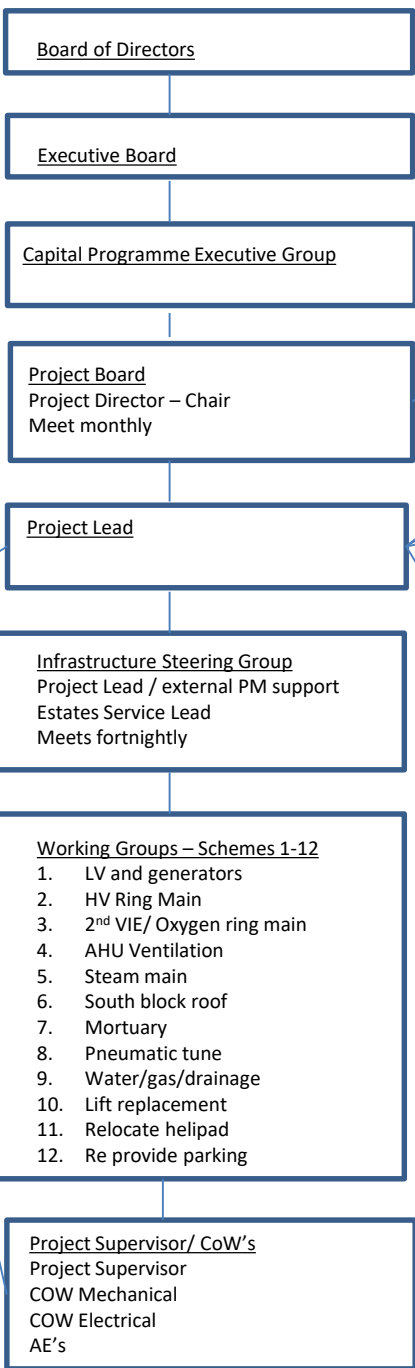 Board of Directors
Executive Board
Capital Programme Executive Group
Project Board
Project Director – Chair
Meet monthly
Project Lead
Infrastructure Steering Group
Project Lead / external PM support
Estates Service Lead
Meets fortnightly
Working Groups – Schemes 1-12
1. LV and generators
2. HV Ring Main
3. 2nd VIE/ Oxygen ring main
4. AHU Ventilation
5. Steam main
6. South block roof
7. Mortuary
8. Pneumatic tune
9. Water/gas/drainage
10. Lift replacement
11. Relocate helipad
12. Re provide parking
Project Supervisor/ CoW's
Project Supervisor
COW Mechanical
COW Electrical
AE's